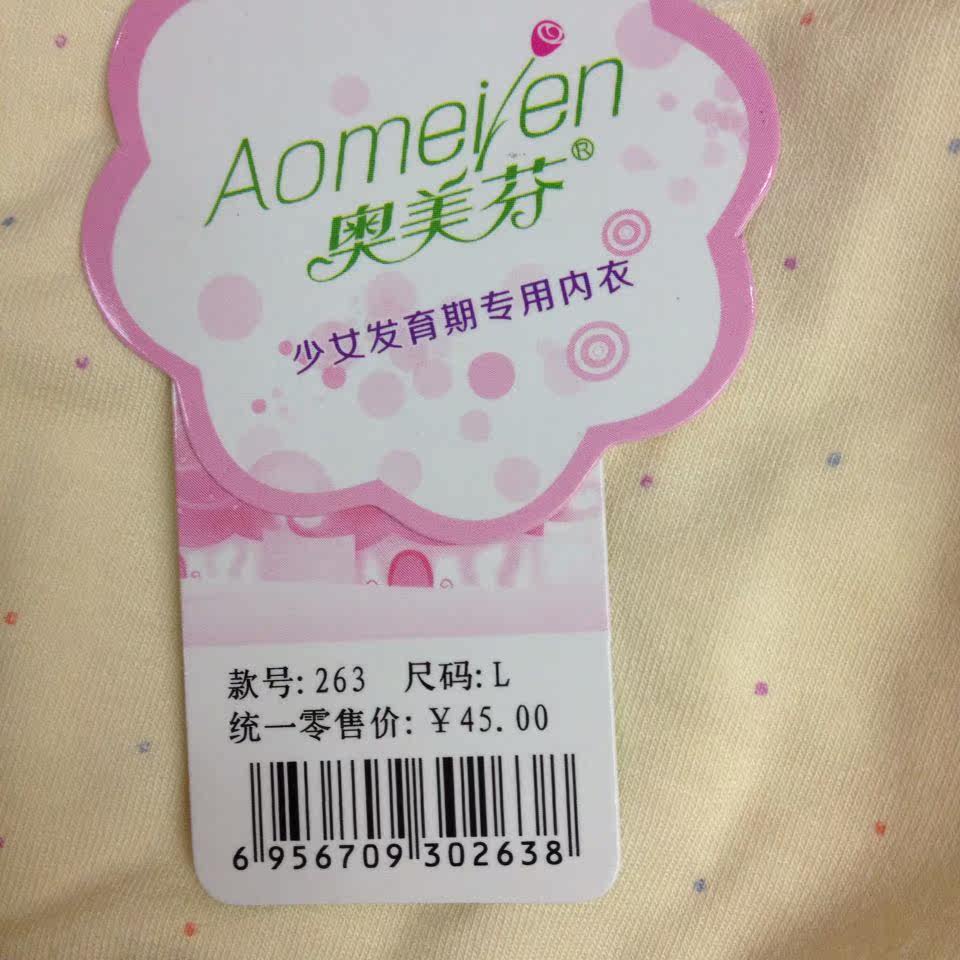 Aomeifen
奥美芬®
少女发育期专用内衣
款号: 263 尺码: L
统一零售价: ￥45.00
6 956709 302638